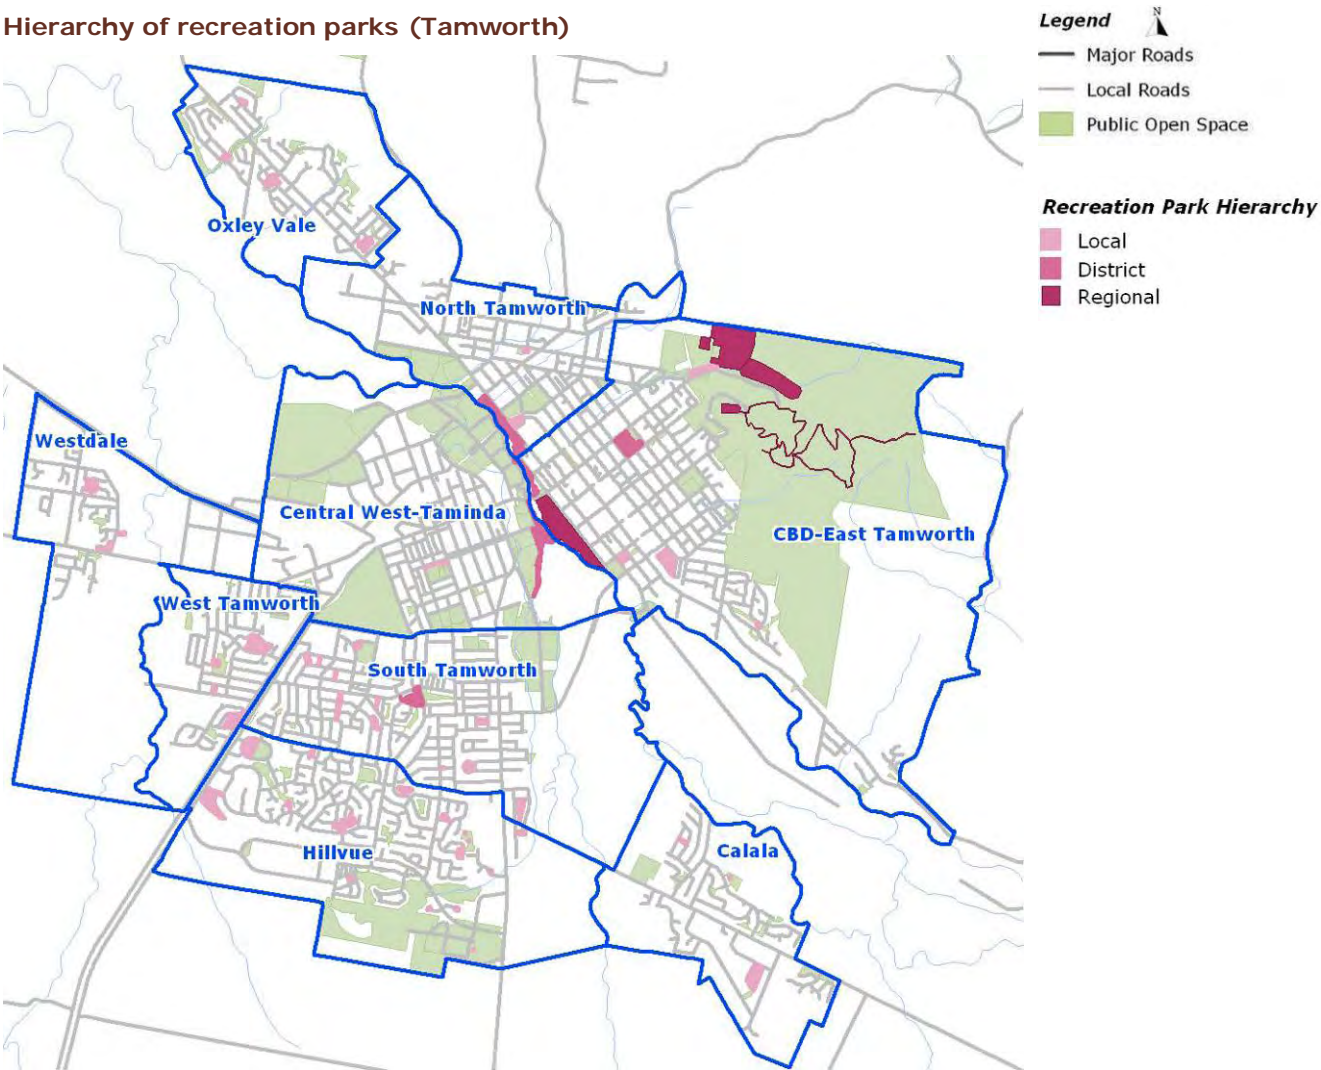 Hierarchy of recreation parks (Tamworth)
Legend
N
Major Roads
Local Roads
Public Open Space
Recreation Park Hierarchy
Local
District
Regional
Oxley Vale
North Tamworth
Westdale
Central West-Taminda
CBD-East Tamworth
West Tamworth
South Tamworth
Hillvue
Calala